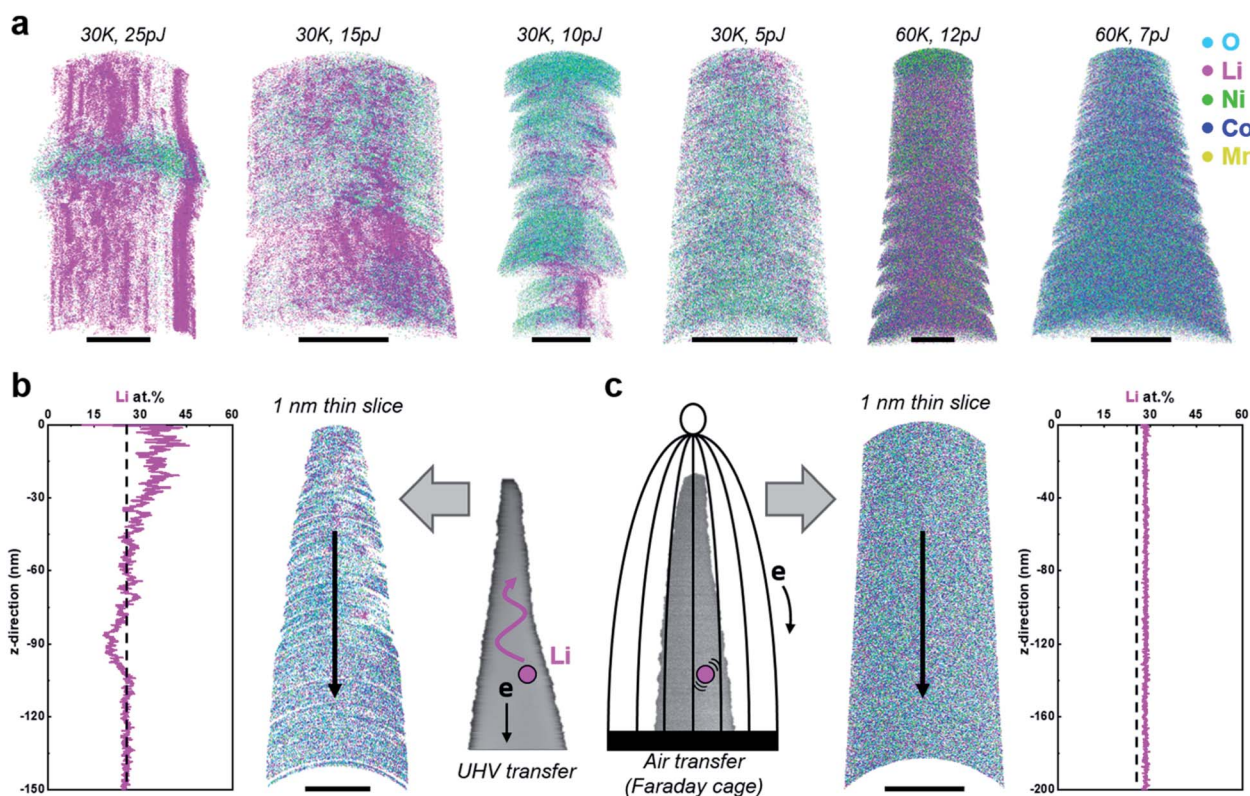 a
30K, 25pJ
30K, 15pJ
30K, 10pJ
30K, 5pJ
60K, 12pJ
60K, 7pJ
O
Li
Ni
Co
Mn
b
Li at.%
0 15 30 45 60
0
-30
-60
-90
-120
-150
z-direction (nm)
1 nm thin slice
Li
e
UHV transfer
c
e
Air transfer
(Faraday cage)
1 nm thin slice
Li at.%
0 15 30 45 60
0
-40
-80
-120
-160
-200
z-direction (nm)